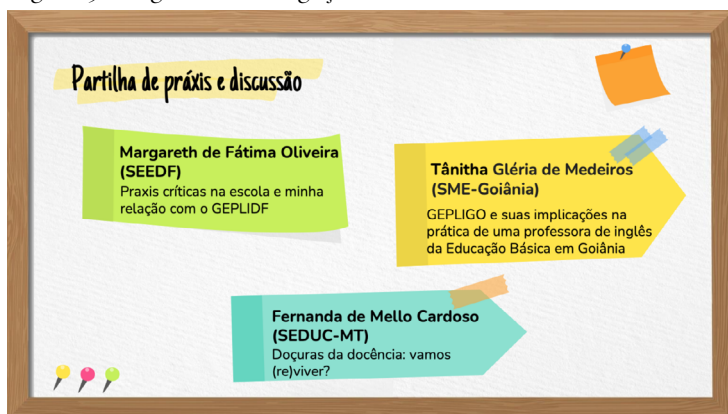 Partilha de práxis e discussão
Margareth de Fátima Oliveira
(SEEDF)
Praxis críticas na escola e minha
relação com o GEPLIDF
Tânitha Gléria de Medeiros
(SME-Goiânia)
GEPLIGO e suas implicações na
prática de uma professora de inglês
da Educação Básica em Goiânia
Fernanda de Mello Cardoso
(SEDUC-MT)
Doçuras da docência: vamos
(re)viver?